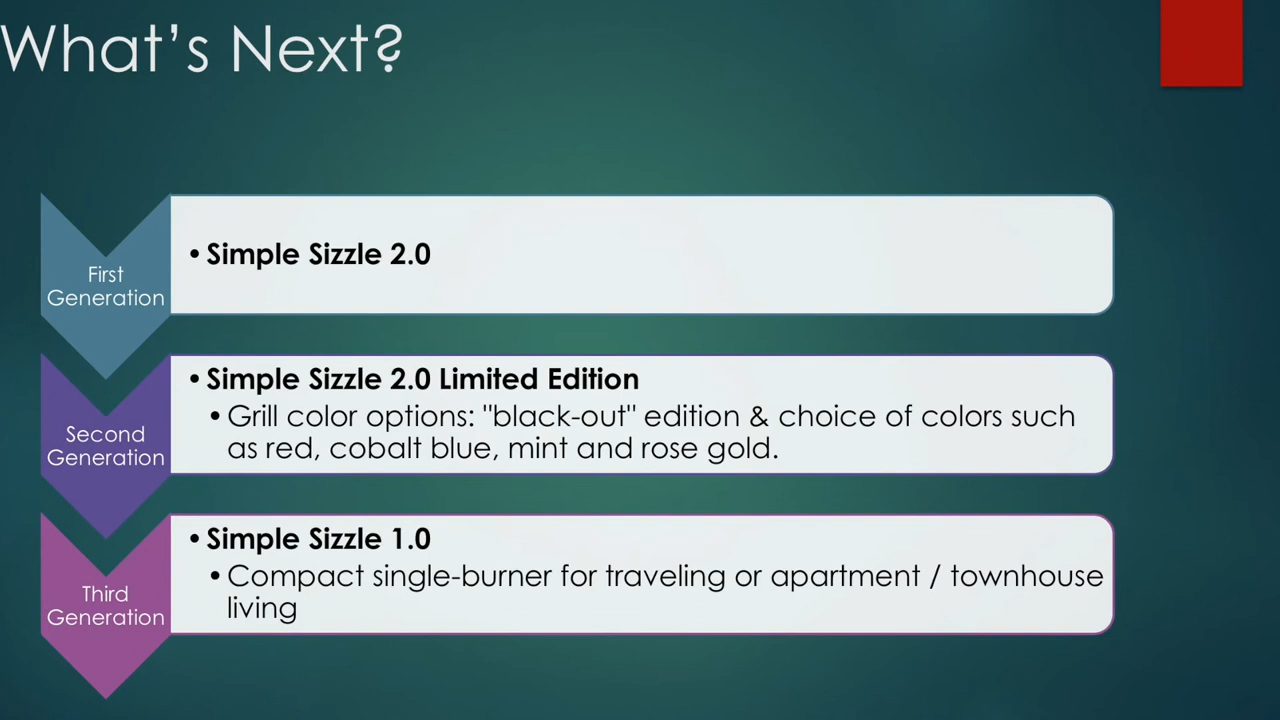 What’s Next?
First
Generation
•Simple Sizzle 2.0
Second
Generation
•Simple Sizzle 2.0 Limited Edition
•Grill color options: "black-out" edition & choice of colors such
as red, cobalt blue, mint and rose gold.
Third
Generation
•Simple Sizzle 1.0
•Compact single-burner for traveling or apartment / townhouse
living